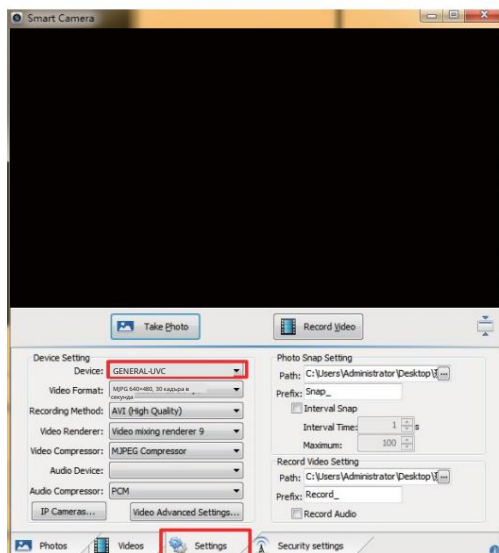 Smart Camera
Take Photo
Record Video
Device Setting
Device: GENERAL-UVC
Video Format: MJPG 640×480, 30 кадъра в
секунда
Recording Method: AVI (High Quality)
Video Renderer: Video mixing renderer 9
Video Compressor: MJPEG Compressor
Audio Device:
Audio Compressor: PCM
IP Cameras...
Video Advanced Settings...
Photo Snap Setting
Path: C:\Users\Administrator\Desktop\
...
Prefix: Snap_
Interval Snap
Interval Time: 1 s
Maximum: 100
Record Video Setting
Path: C:\Users\Administrator\Desktop\
...
Prefix: Record_
Record Audio
Photos
Videos
Settings
Security settings